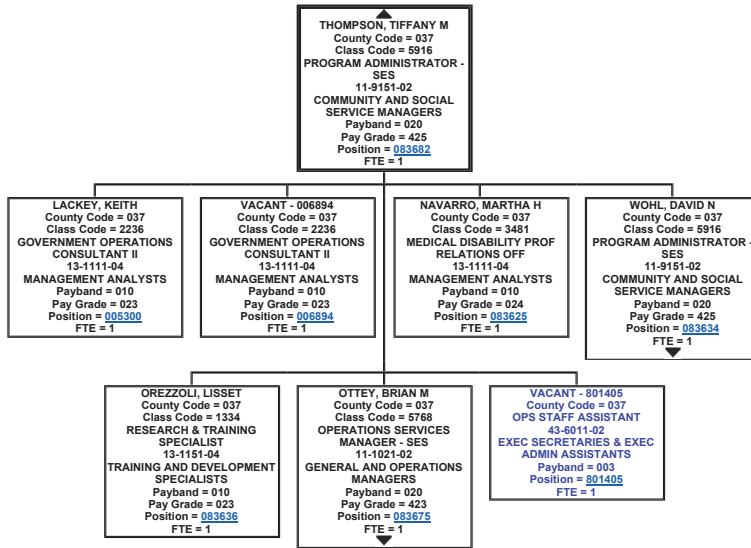 THOMPSON, TIFFANY M
County Code = 037
Class Code = 5916
PROGRAM ADMINISTRATOR -
SES
11-9151-02
COMMUNITY AND SOCIAL
SERVICE MANAGERS
Payband = 020
Pay Grade = 425
Position = 083682
FTE = 1
LACKEY, KEITH
County Code = 037
Class Code = 2236
GOVERNMENT OPERATIONS
CONSULTANT II
13-1111-04
MANAGEMENT ANALYSTS
Payband = 010
Pay Grade = 023
Position = 005300
FTE = 1
VACANT - 006894
County Code = 037
Class Code = 2236
GOVERNMENT OPERATIONS
CONSULTANT II
13-1111-04
MANAGEMENT ANALYSTS
Payband = 010
Pay Grade = 023
Position = 006894
FTE = 1
NAVARRO, MARTHA H
County Code = 037
Class Code = 3481
MEDICAL DISABILITY PROF
RELATIONS OFF
13-1111-04
MANAGEMENT ANALYSTS
Payband = 010
Pay Grade = 024
Position = 083625
FTE = 1
WOHL, DAVID N
County Code = 037
Class Code = 5916
PROGRAM ADMINISTRATOR -
SES
11-9151-02
COMMUNITY AND SOCIAL
SERVICE MANAGERS
Payband = 020
Pay Grade = 425
Position = 083634
FTE = 1
OREZZOLI, LISSET
County Code = 037
Class Code = 1334
RESEARCH & TRAINING
SPECIALIST
13-1151-04
TRAINING AND DEVELOPMENT
SPECIALISTS
Payband = 010
Pay Grade = 023
Position = 083636
FTE = 1
OTTEY, BRIAN M
County Code = 037
Class Code = 5768
OPERATIONS SERVICES
MANAGER - SES
11-1021-02
GENERAL AND OPERATIONS
MANAGERS
Payband = 020
Pay Grade = 423
Position = 083675
FTE = 1
VACANT - 801405
County Code = 037
OPS STAFF ASSISTANT
43-6011-02
EXEC SECRETARIES & EXEC
ADMIN ASSISTANTS
Payband = 003
Position = 801405
FTE = 1